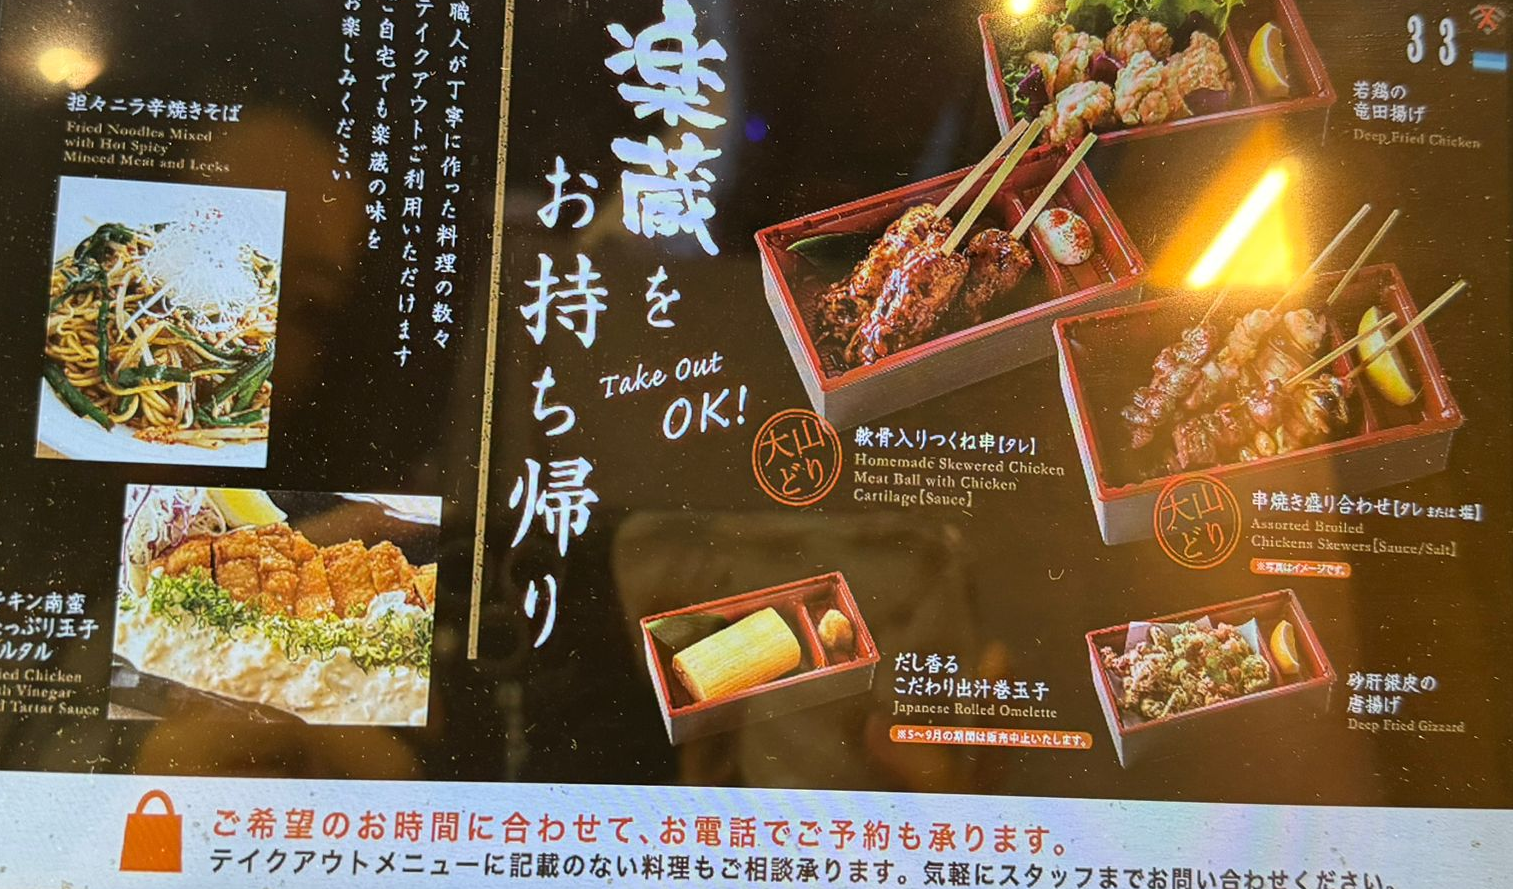 33
楽蔵を
お持ち帰り
Take Out
OK!
職人が丁寧に作った料理の数々
テイクアウトご利用いただけます
ご自宅でも楽蔵の味を
お楽しみください
担々ニラ辛焼きそば
Fried Noodles Mixed
with Hot Spicy
Minced Meat and Leeks
キン南蛮
っぷり玉子
ルタル
ied Chicken
th Vinegar
d Tartar Sauce
若鶏の
竜田揚げ
Deep Fried Chicken
大山
どり
軟骨入りつくね串【タレ】
Homemade Skewered Chicken
Meat Ball with Chicken
Cartilage【Sauce】
大山
どり
串焼き盛り合わせ【タレ または 塩】
Assorted Broiled
Chickens Skewers【Sauce/Salt】
※写真はイメージです。
だし香る
こだわり出汁巻玉子
Japanese Rolled Omelette
※5〜9月の期間は販売中止いたします。
砂肝銀皮の
唐揚げ
Deep Fried Gizzard
ご希望のお時間に合わせて、お電話でご予約も承ります。
テイクアウトメニューに記載のない料理もご相談承ります。気軽にスタッフまでお問い合わせください。